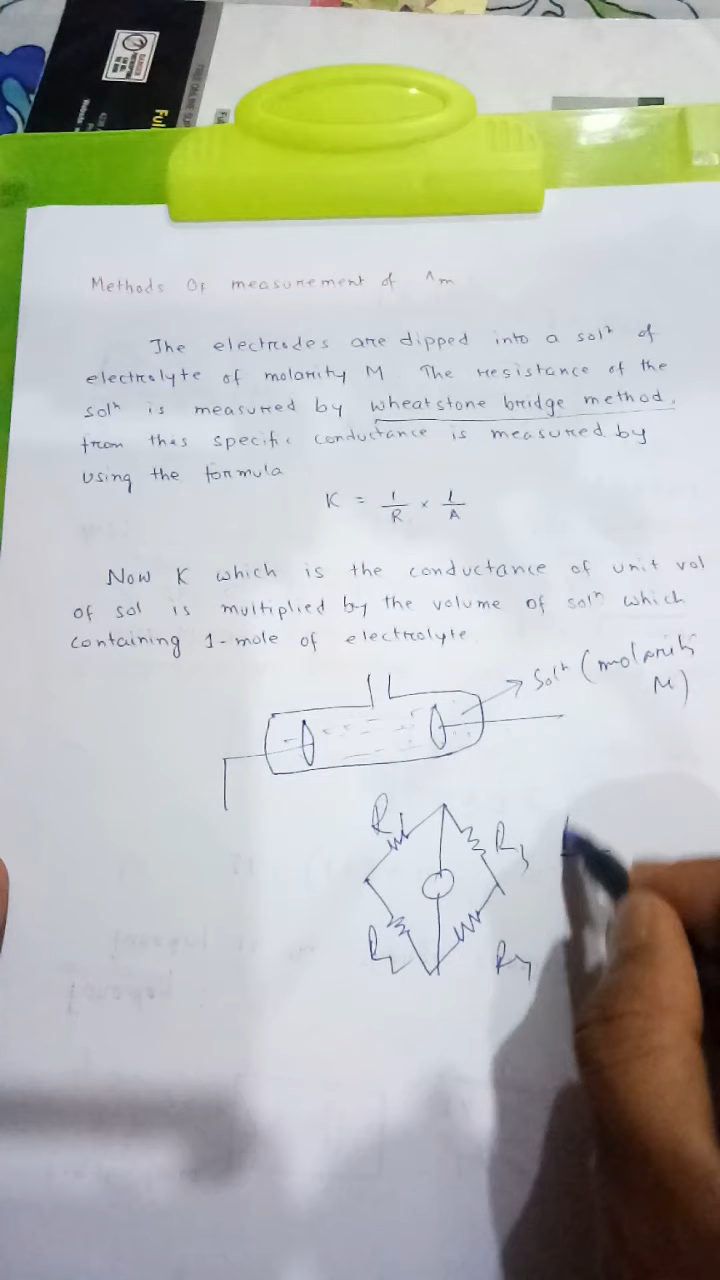 Methods Of measurement of Λm
The electrodes are dipped into a solⁿ of
electrolyte of molarity M. The resistance of the
solⁿ is measured by wheatstone bridge method.
from this specific conductance is measured by
using the formula
K = 1/R × l/A
Now K which is the conductance of unit vol
of sol is multiplied by the volume of solⁿ which
containing 1-mole of electrolyte
Solⁿ (molarity
M)
R1
R3
R2
R4
Ful